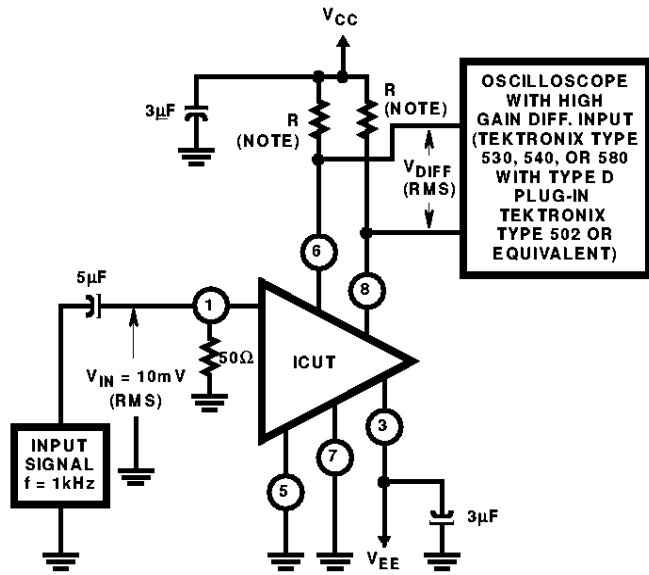 VCC
3µF
R
(NOTE)
R
(NOTE)
VDIFF
(RMS)
OSCILLOSCOPE
WITH HIGH
GAIN DIFF. INPUT
(TEKTRONIX TYPE
530, 540, OR 580
WITH TYPE D
PLUG-IN
TEKTRONIX
TYPE 502 OR
EQUIVALENT)
6
8
5µF
1
50Ω
ICUT
VIN = 10mV
(RMS)
INPUT
SIGNAL
f = 1kHz
3
7
5
3µF
VEE